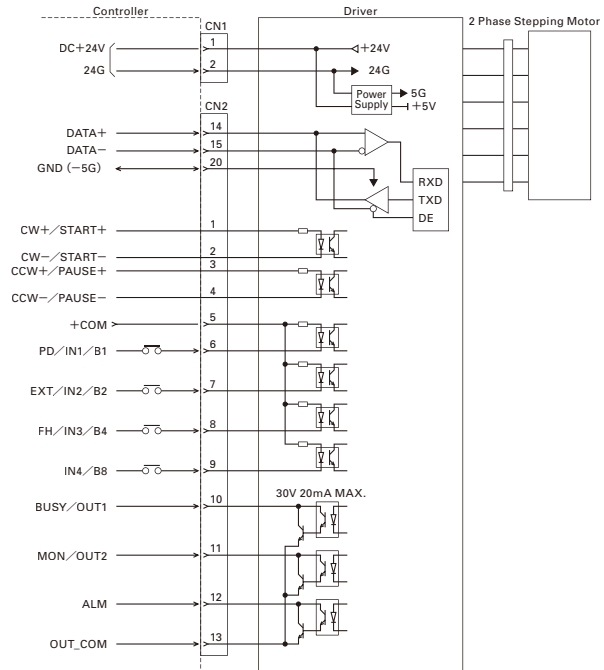 Controller
Driver
2 Phase Stepping Motor
CN1
DC+24V
1
+24V
24G
2
24G
Power
Supply
5G
+5V
CN2
DATA+
14
DATA−
15
GND (−5G)
20
RXD
TXD
DE
CW+/START+
1
CW−/START−
2
CCW+/PAUSE+
3
CCW−/PAUSE−
4
+COM
5
PD/IN1/B1
6
EXT/IN2/B2
7
FH/IN3/B4
8
IN4/B8
9
30V 20mA MAX.
BUSY/OUT1
10
MON/OUT2
11
ALM
12
OUT_COM
13